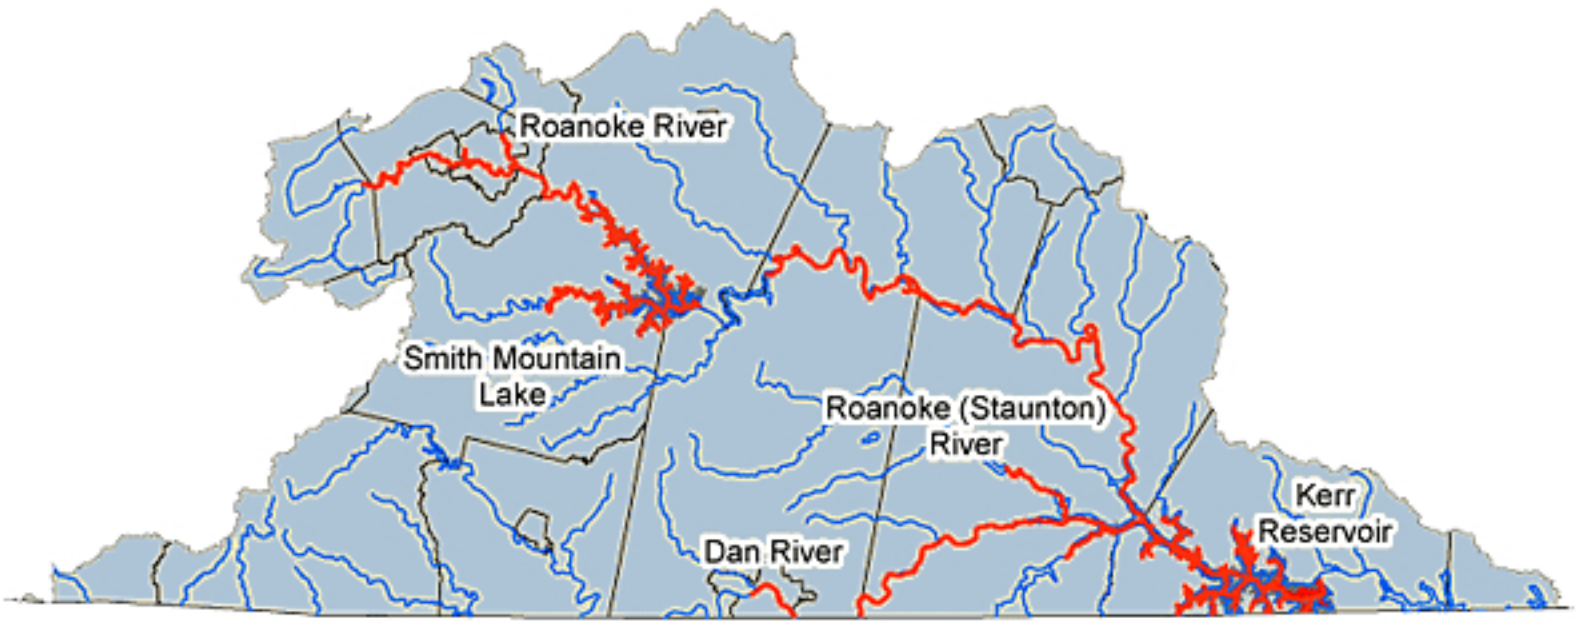 Roanoke River
Smith Mountain
Lake
Roanoke (Staunton)
River
Kerr
Reservoir
Dan River